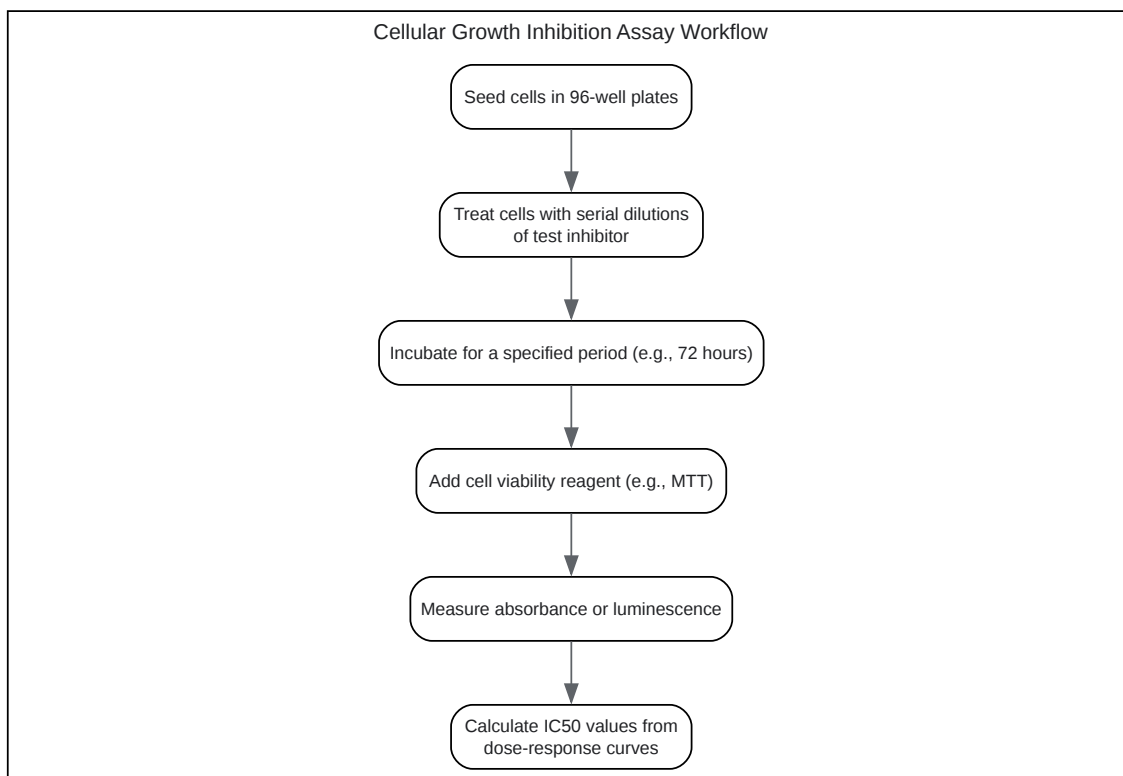 Cellular Growth Inhibition Assay Workflow
Seed cells in 96-well plates
Treat cells with serial dilutions
of test inhibitor
Incubate for a specified period (e.g., 72 hours)
Add cell viability reagent (e.g., MTT)
Measure absorbance or luminescence
Calculate IC50 values from
dose-response curves